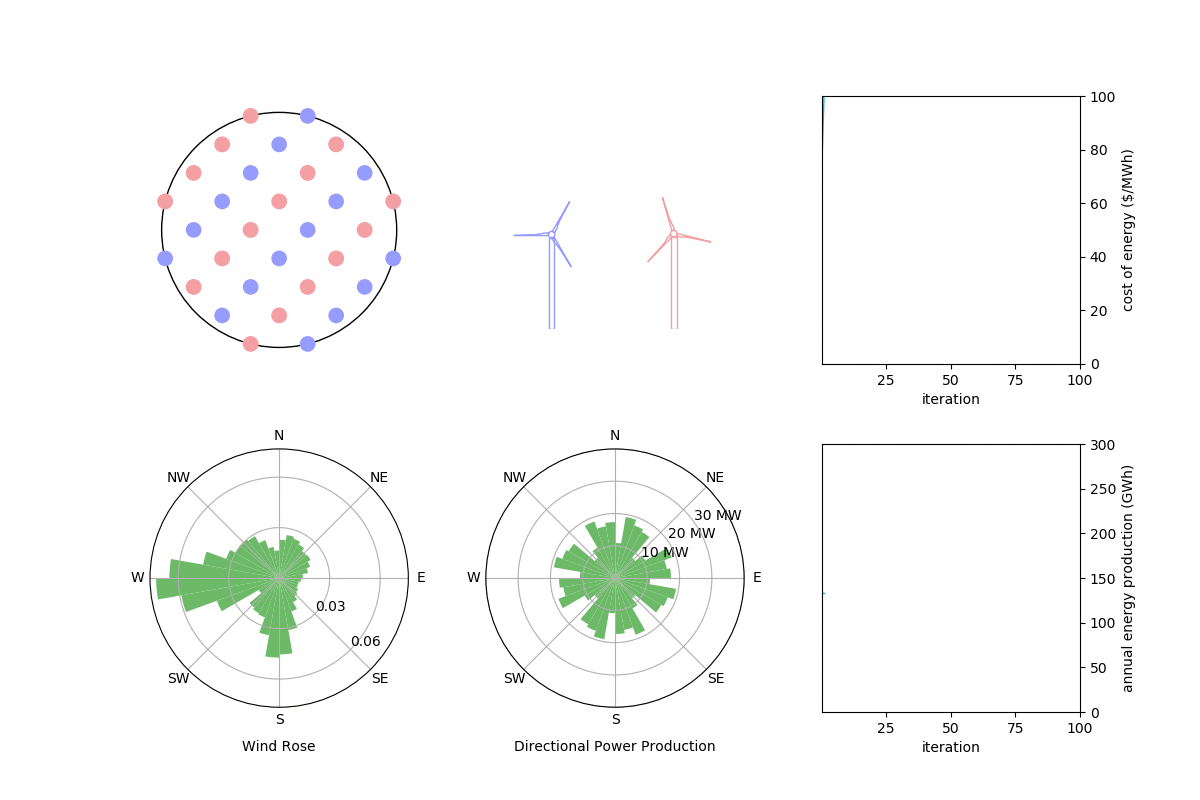 100
80
60
40
20
0
cost of energy ($/MWh)
25 50 75 100
iteration
N
NW NE
W E
0.03
0.06
SW SE
S
Wind Rose
N
NW NE
30 MW
20 MW
10 MW
W E
SW SE
S
Directional Power Production
300
250
200
150
100
50
0
annual energy production (GWh)
25 50 75 100
iteration